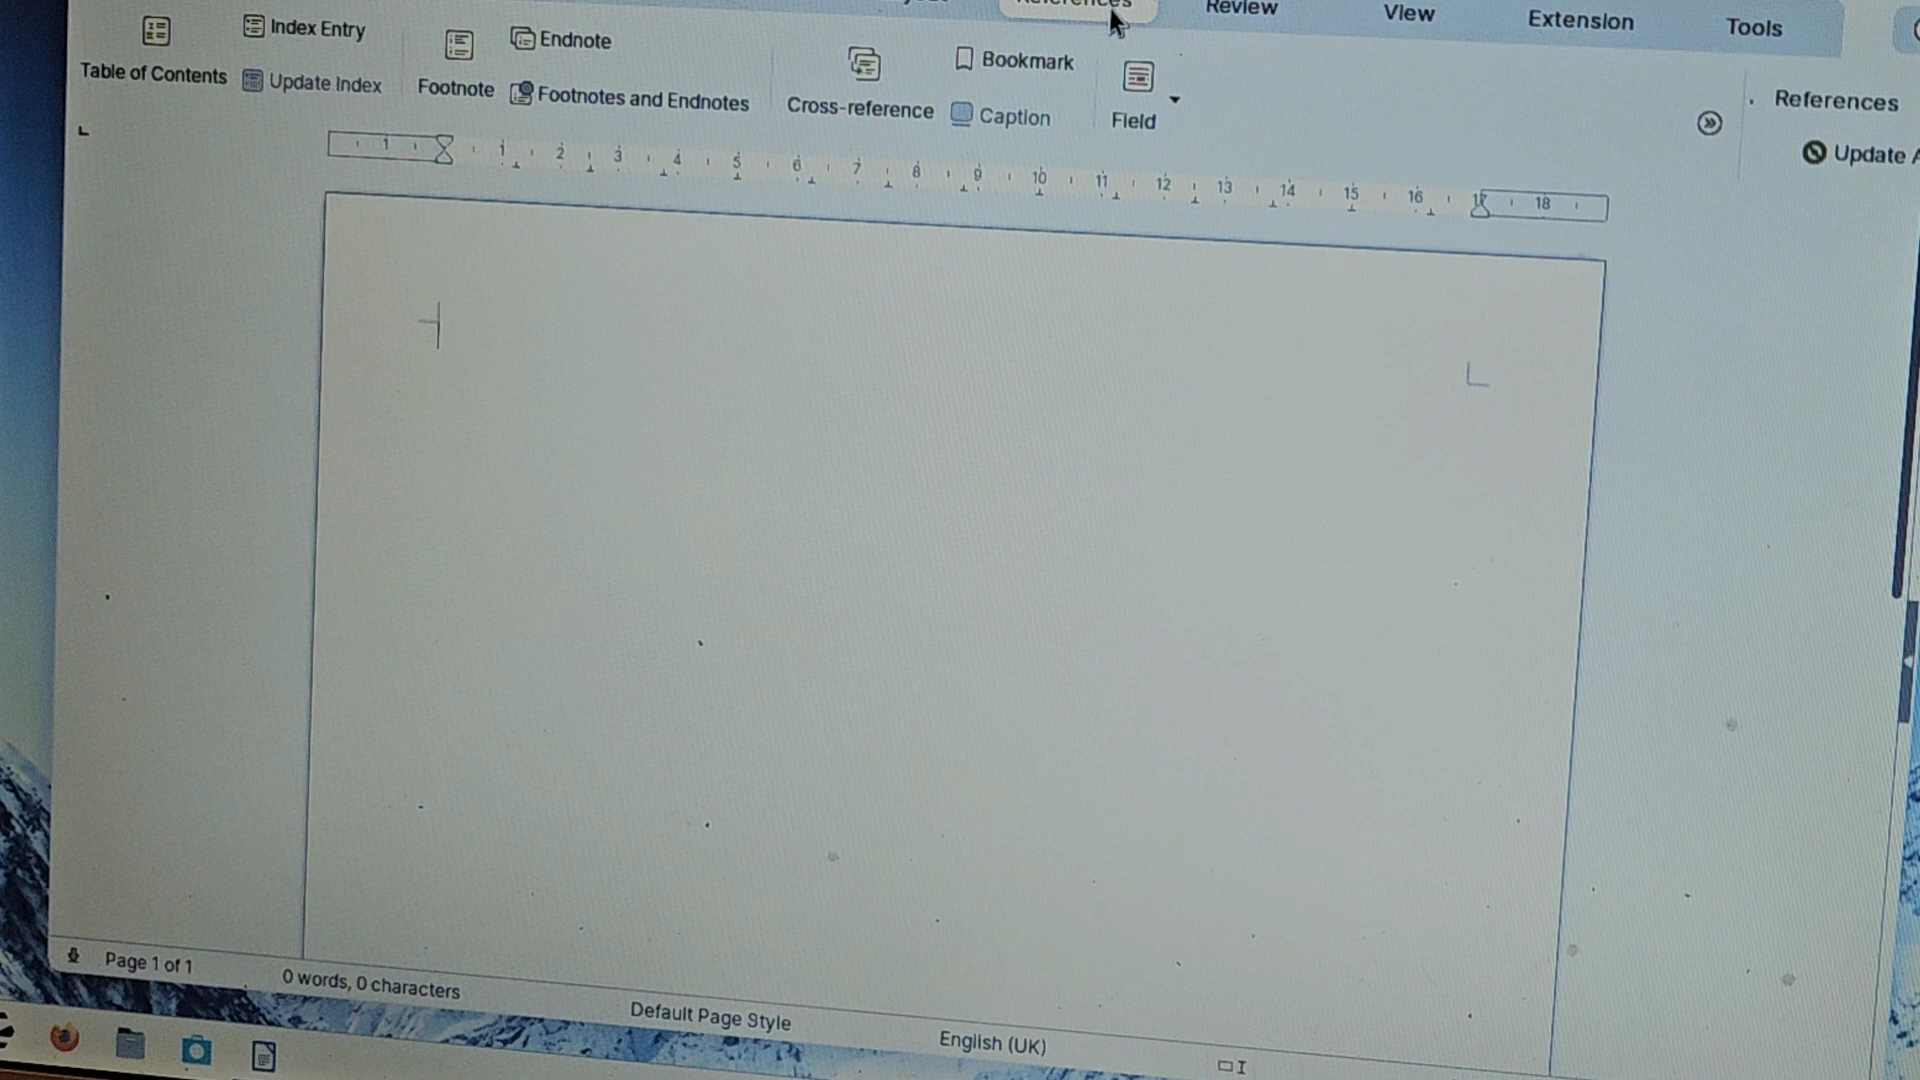 References
Review
View
Extension
Tools
Table of Contents
Index Entry
Update Index
Footnote
Endnote
Footnotes and Endnotes
Cross-reference
Bookmark
Caption
Field
References
Update A
1 1 2 3 4 5 6 7 8 9 10 11 12 13 14 15 16 17 18
Page 1 of 1
0 words, 0 characters
Default Page Style
English (UK)